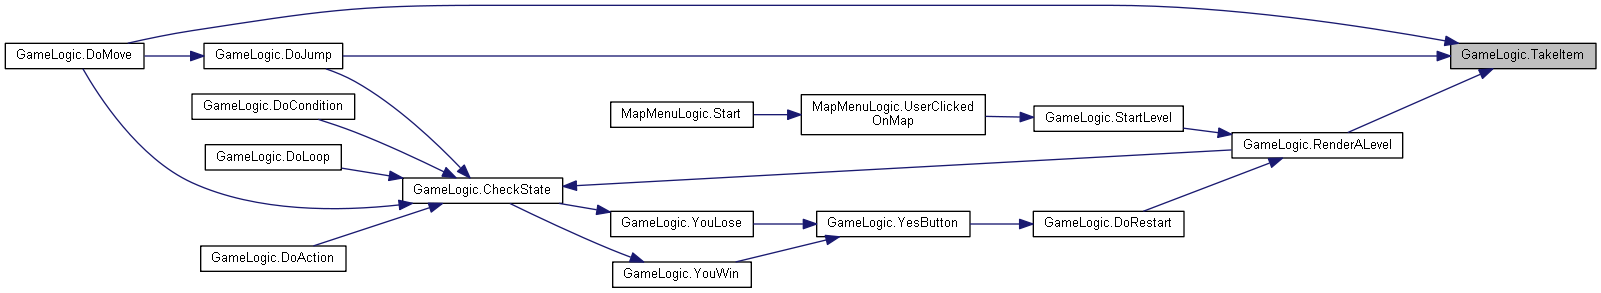 GameLogic.DoMove
GameLogic.DoJump
GameLogic.TakeItem
GameLogic.DoCondition
MapMenuLogic.Start
MapMenuLogic.UserClicked
OnMap
GameLogic.StartLevel
GameLogic.RenderALevel
GameLogic.DoLoop
GameLogic.CheckState
GameLogic.YouLose
GameLogic.YesButton
GameLogic.DoRestart
GameLogic.DoAction
GameLogic.YouWin